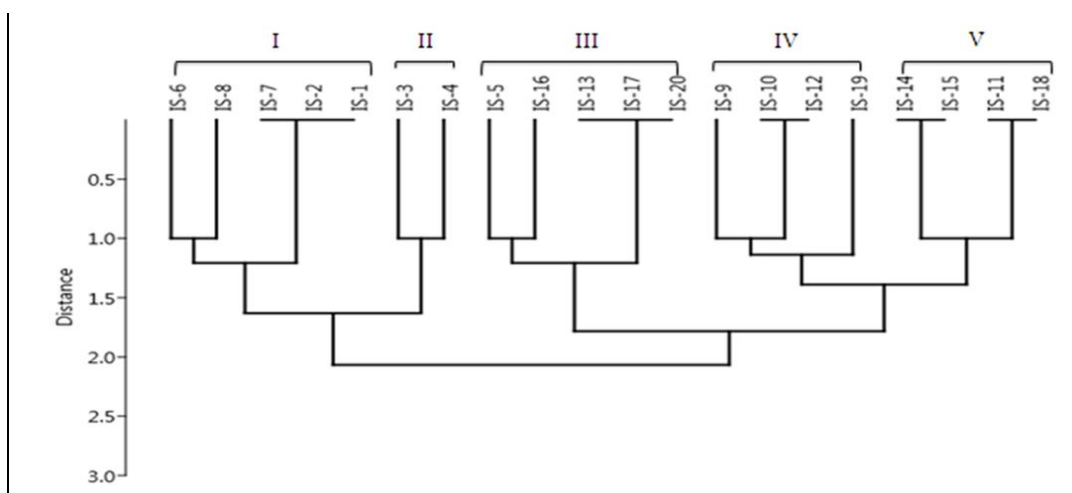 I II III IV V
IS-6 IS-8 IS-7 IS-2 IS-1 IS-3 IS-4 IS-5 IS-16 IS-13 IS-17 IS-20 IS-9 IS-10 IS-12 IS-19 IS-14 IS-15 IS-11 IS-18
0.5
1.0
1.5
2.0
2.5
3.0
Distance